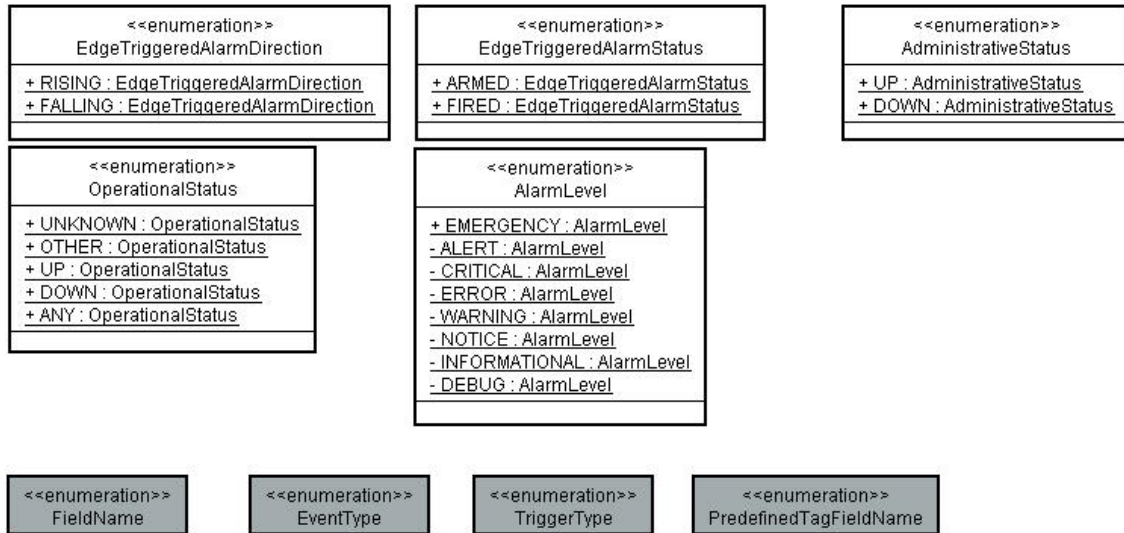 <<enumeration>>
EdgeTriggeredAlarmDirection
+ RISING : EdgeTriggeredAlarmDirection
+ FALLING : EdgeTriggeredAlarmDirection
<<enumeration>>
EdgeTriggeredAlarmStatus
+ ARMED : EdgeTriggeredAlarmStatus
+ FIRED : EdgeTriggeredAlarmStatus
<<enumeration>>
AdministrativeStatus
+ UP : AdministrativeStatus
+ DOWN : AdministrativeStatus
<<enumeration>>
OperationalStatus
+ UNKNOWN : OperationalStatus
+ OTHER : OperationalStatus
+ UP : OperationalStatus
+ DOWN : OperationalStatus
+ ANY : OperationalStatus
<<enumeration>>
AlarmLevel
+ EMERGENCY : AlarmLevel
- ALERT : AlarmLevel
- CRITICAL : AlarmLevel
- ERROR : AlarmLevel
- WARNING : AlarmLevel
- NOTICE : AlarmLevel
- INFORMATIONAL : AlarmLevel
- DEBUG : AlarmLevel
<<enumeration>>
FieldName
<<enumeration>>
EventType
<<enumeration>>
TriggerType
<<enumeration>>
PredefinedTagFieldName